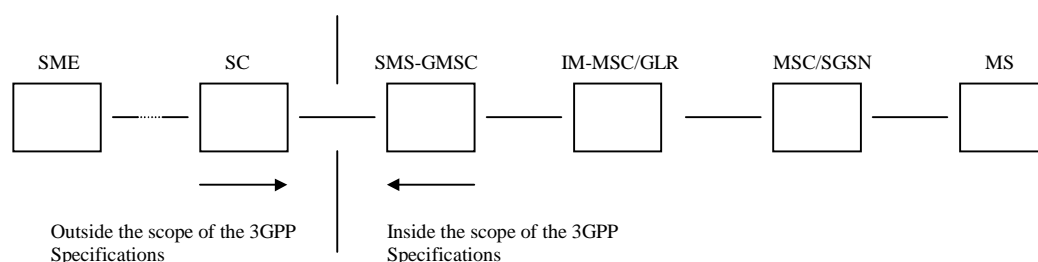 SME SC SMS-GMSC IM-MSC/GLR MSC/SGSN MS
Outside the scope of the 3GPP
Specifications
Inside the scope of the 3GPP
Specifications